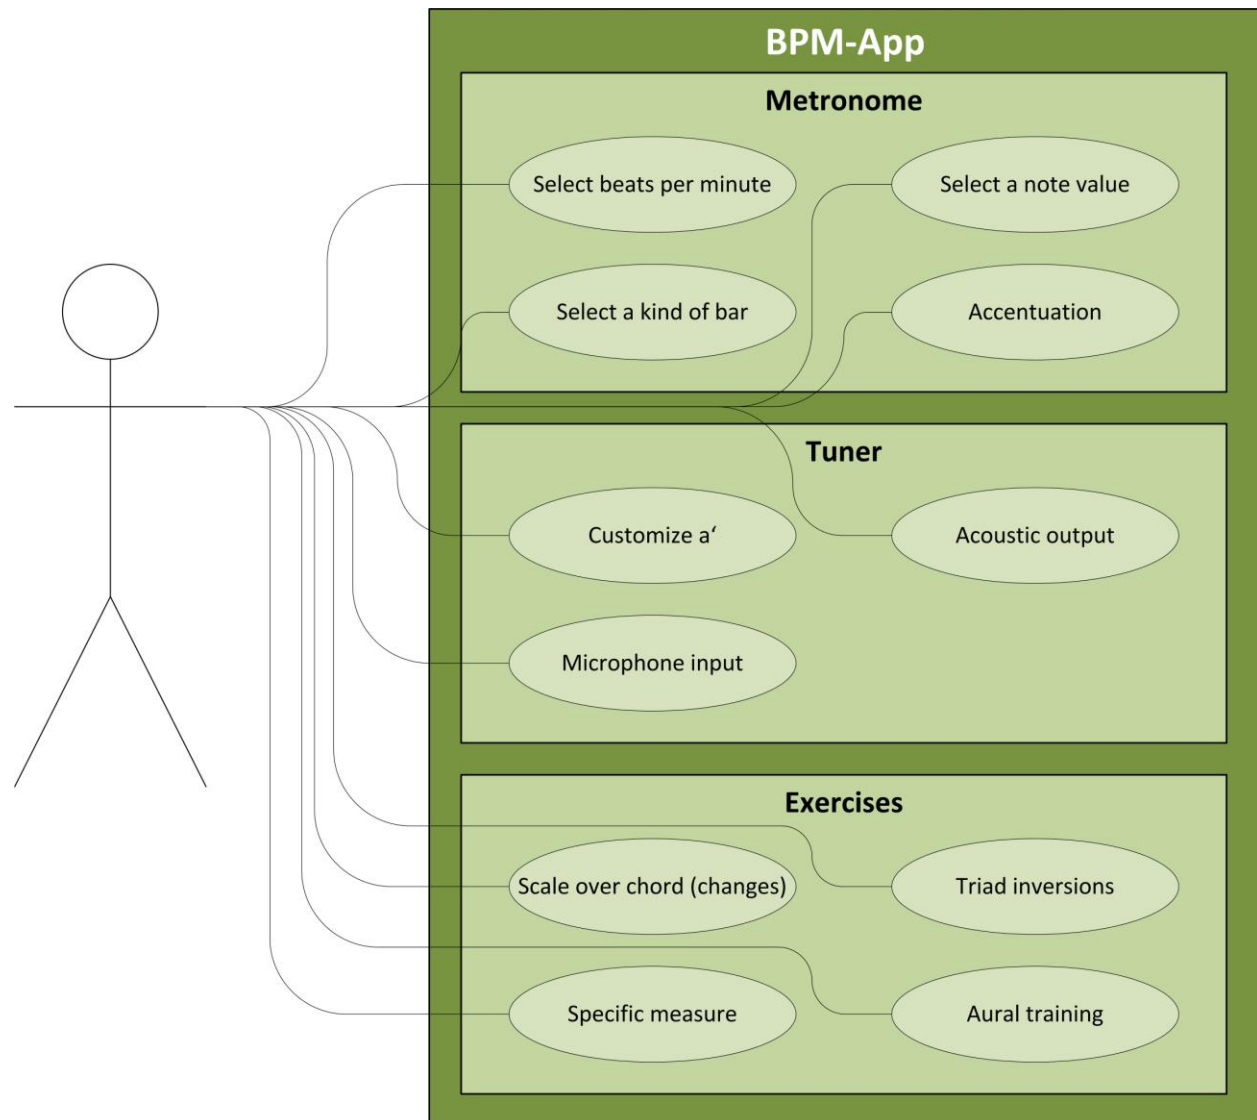 BPM-App
Metronome
Select beats per minute
Select a note value
Select a kind of bar
Accentuation
Tuner
Customize a‘
Acoustic output
Microphone input
Exercises
Scale over chord (changes)
Triad inversions
Specific measure
Aural training